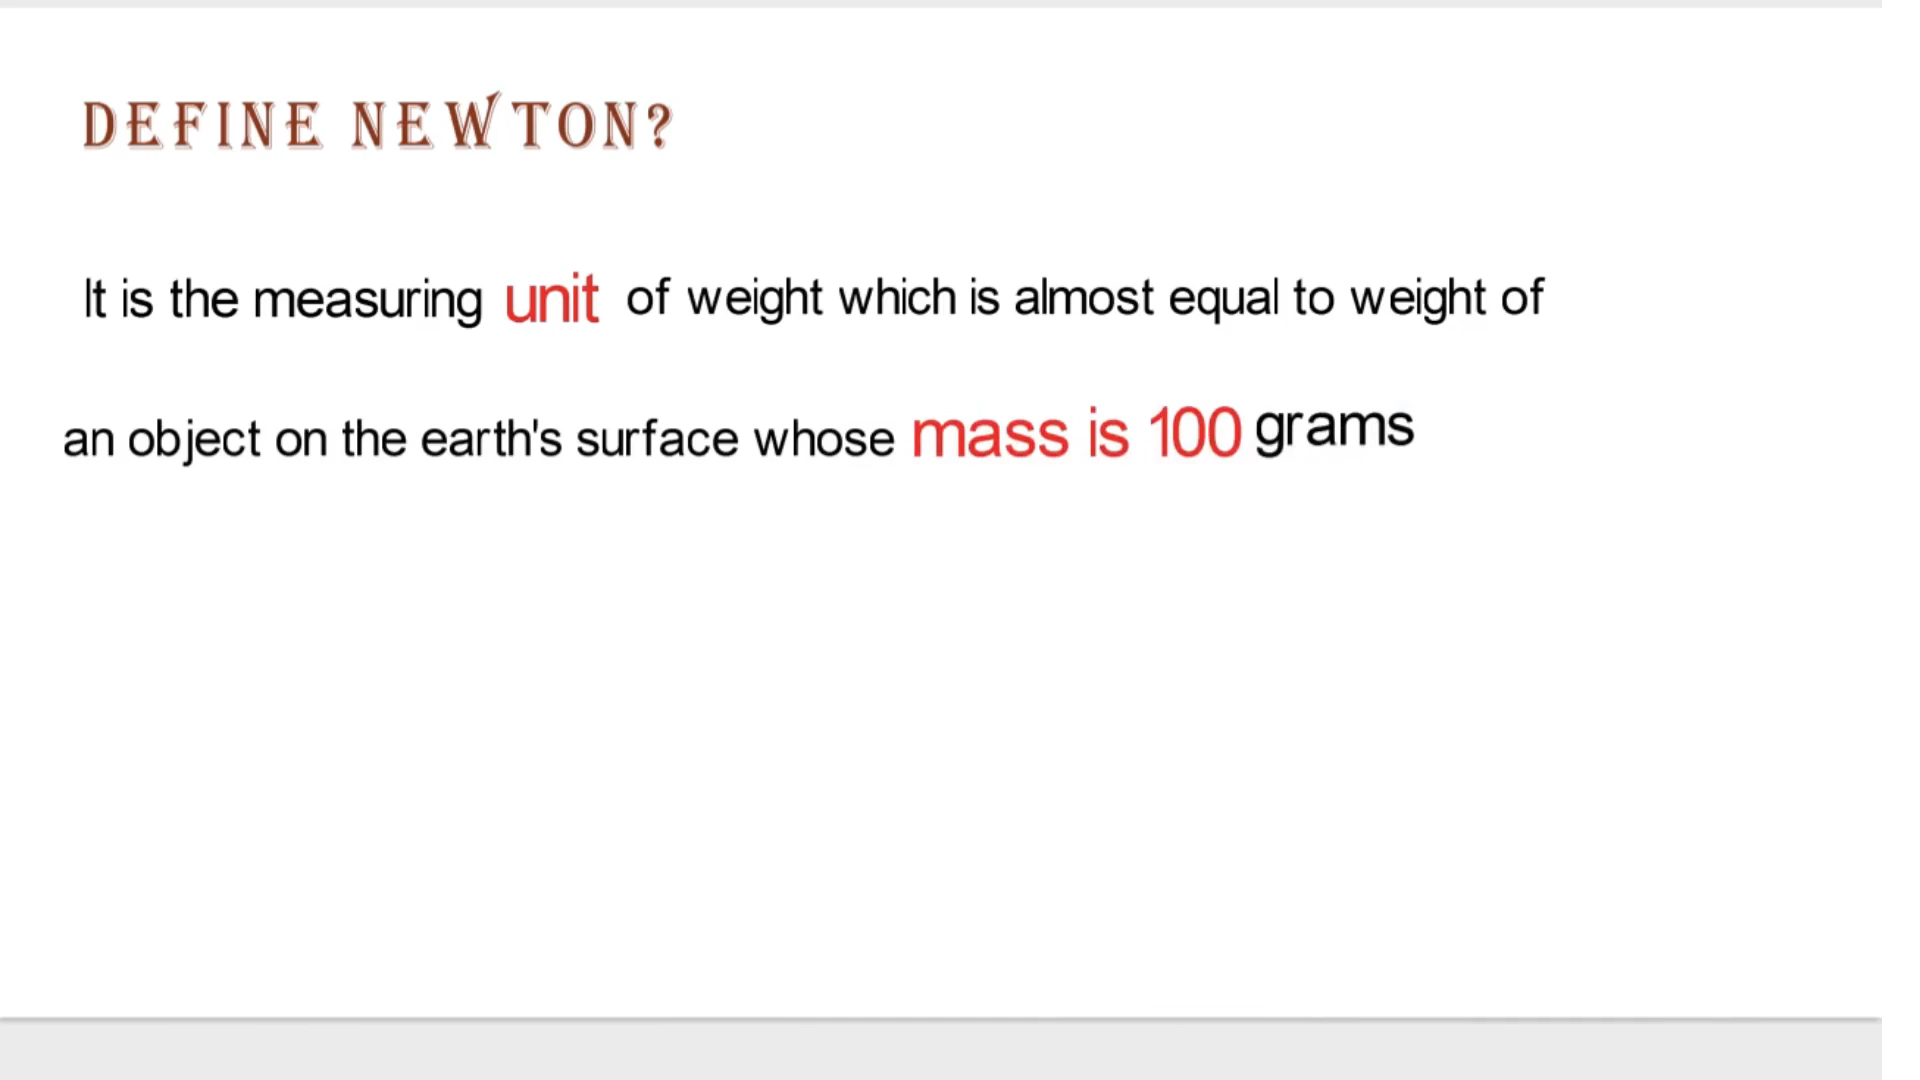 DEFINE NEWTON?
It is the measuring unit of weight which is almost equal to weight of
an object on the earth's surface whose mass is 100 grams